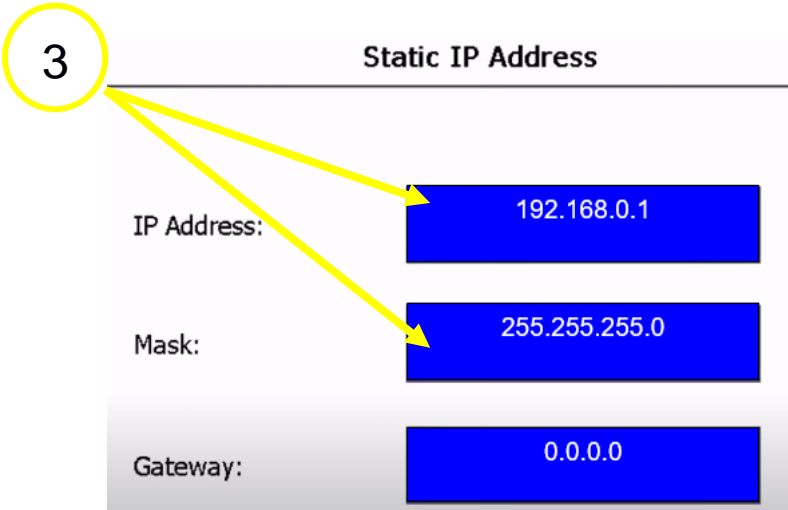 3
Static IP Address
IP Address: 192.168.0.1
Mask: 255.255.255.0
Gateway: 0.0.0.0